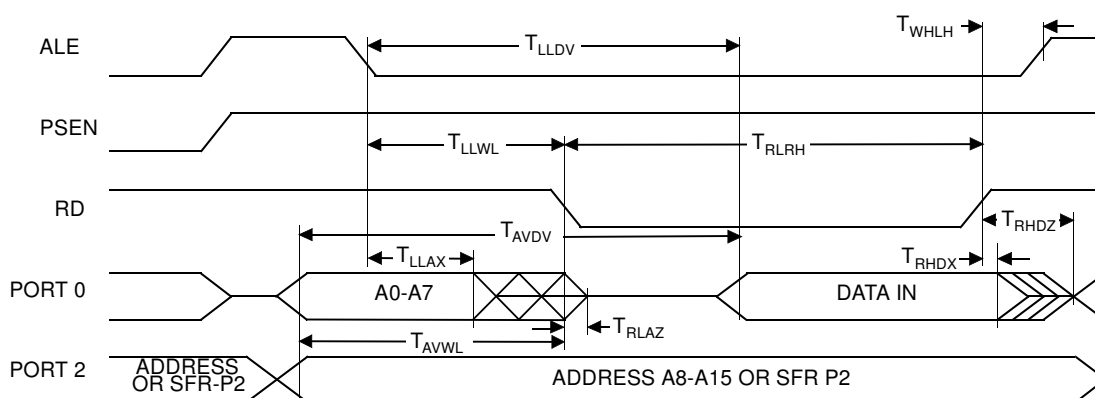 T_WHLH
ALE
T_LLDV
PSEN
T_LLWL
T_RLRH
RD
T_AVDV
T_RHDZ
T_LLAX
T_RHDX
PORT 0
A0-A7
DATA IN
T_RLAZ
T_AVWL
PORT 2
ADDRESS
OR SFR-P2
ADDRESS A8-A15 OR SFR P2